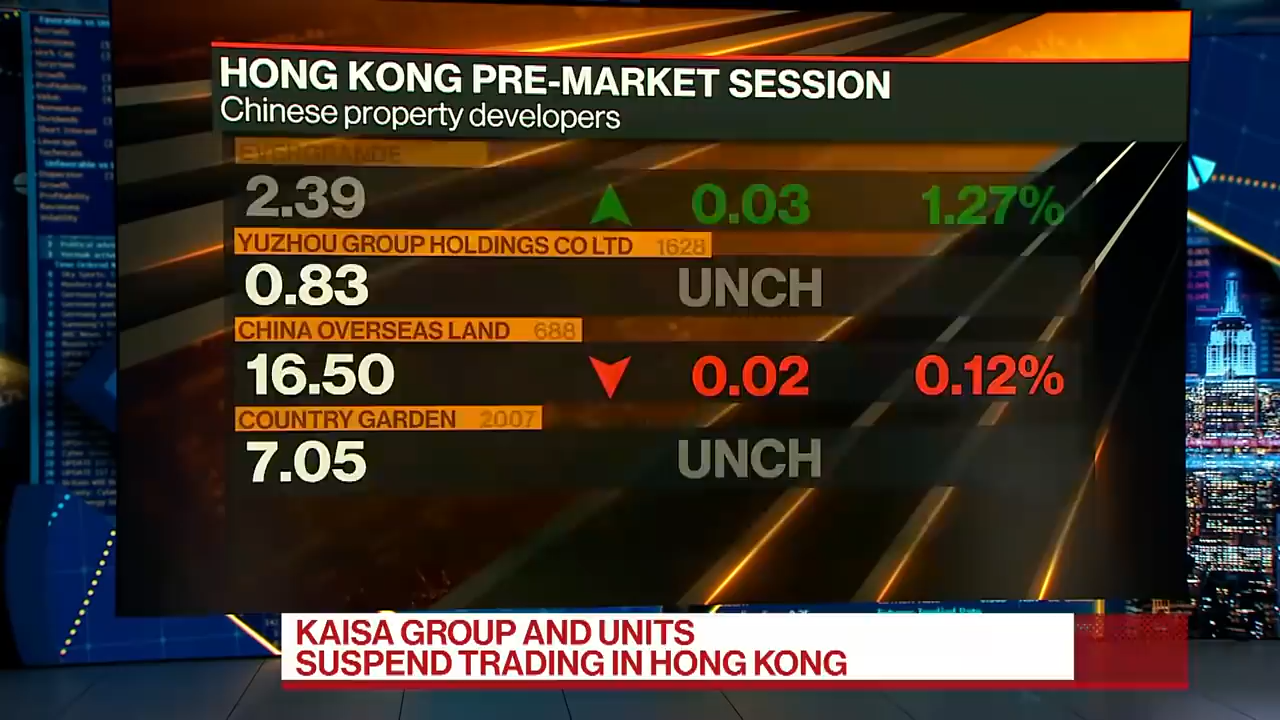 HONG KONG PRE-MARKET SESSION
Chinese property developers
EVERGRANDE
2.39 0.03 1.27%
YUZHOU GROUP HOLDINGS CO LTD 1628
0.83 UNCH
CHINA OVERSEAS LAND 688
16.50 0.02 0.12%
COUNTRY GARDEN 2007
7.05 UNCH
KAISA GROUP AND UNITS
SUSPEND TRADING IN HONG KONG